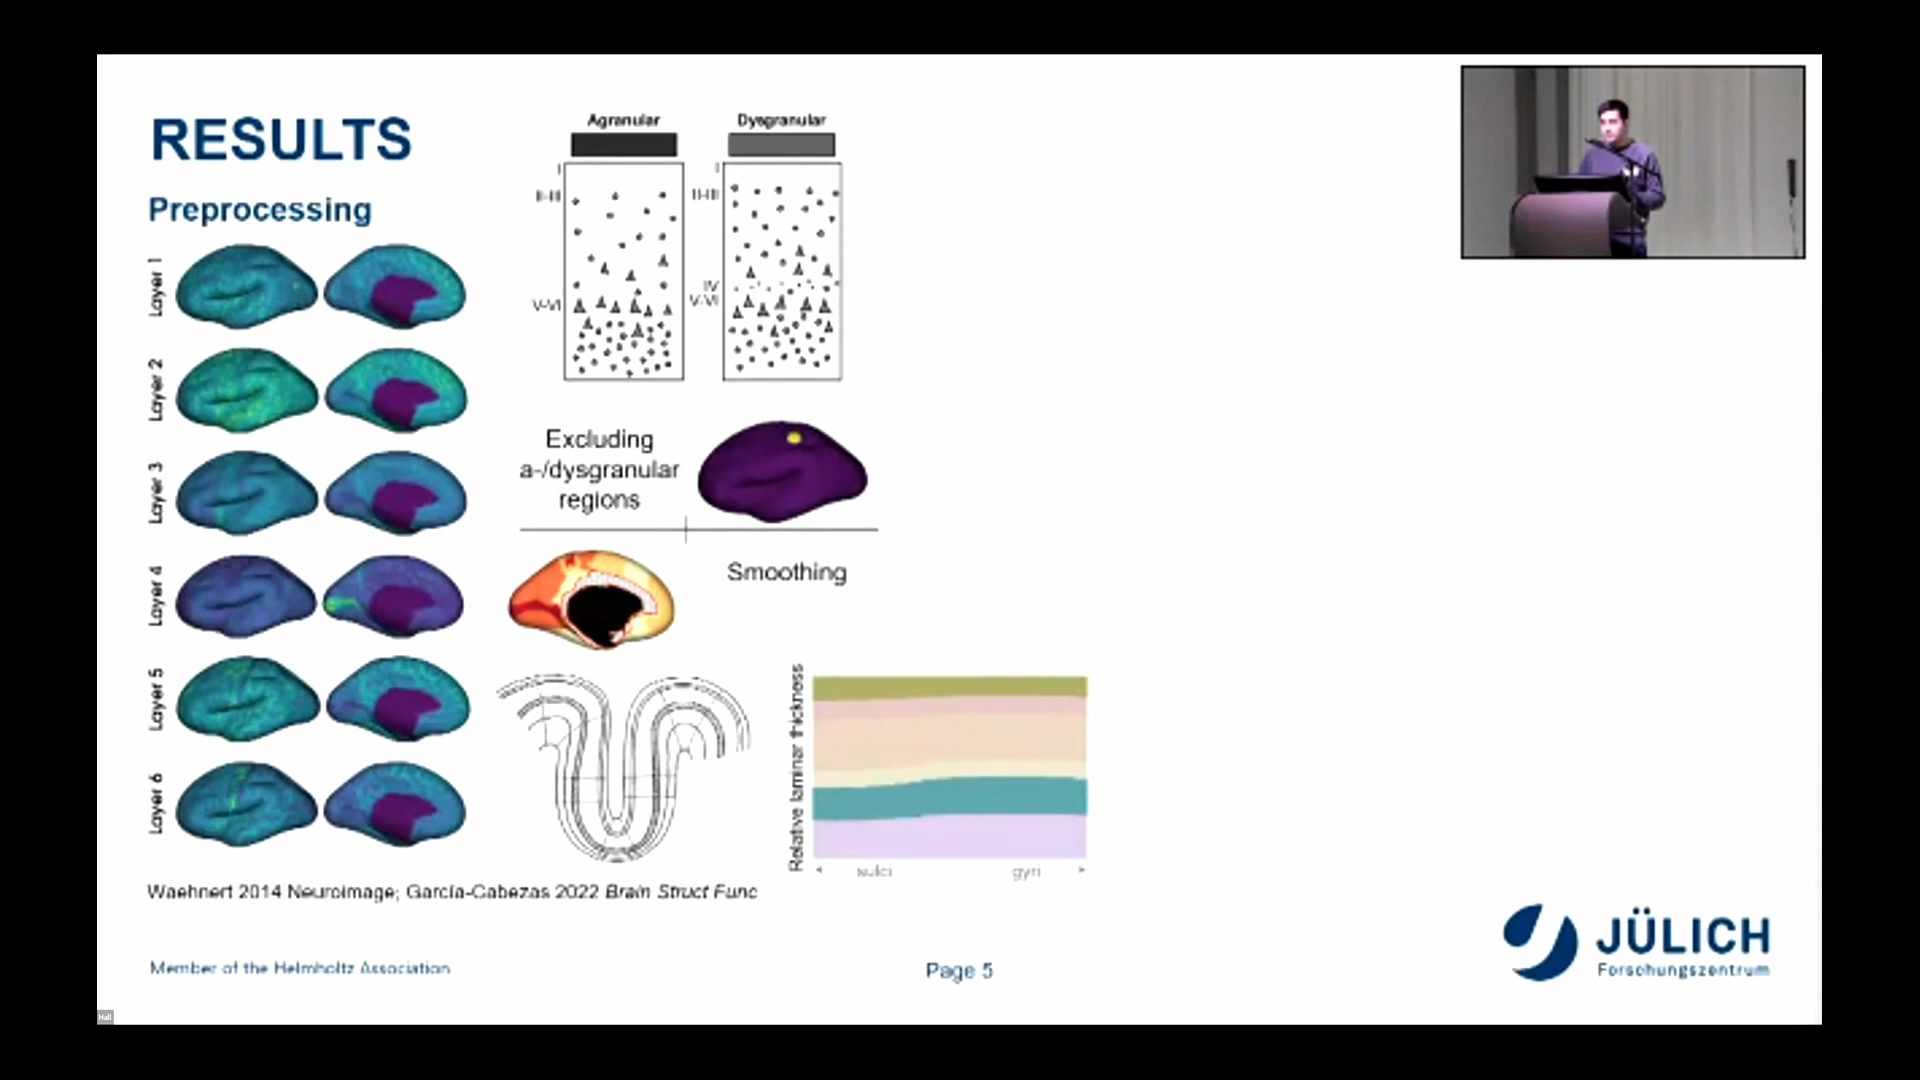 RESULTS
Preprocessing
Layer 1
Layer 2
Layer 3
Layer 4
Layer 5
Layer 6
Agranular
I
II-III
V-VI
Dysgranular
I
II-III
IV
V-VI
Excluding
a-/dysgranular
regions
Smoothing
Relative laminar thickness
sulci
gyri
Waehnert 2014 Neuroimage; García-Cabezas 2022 Brain Struct Func
Member of the Helmholtz Association
Page 5
JÜLICH
Forschungszentrum
Hall